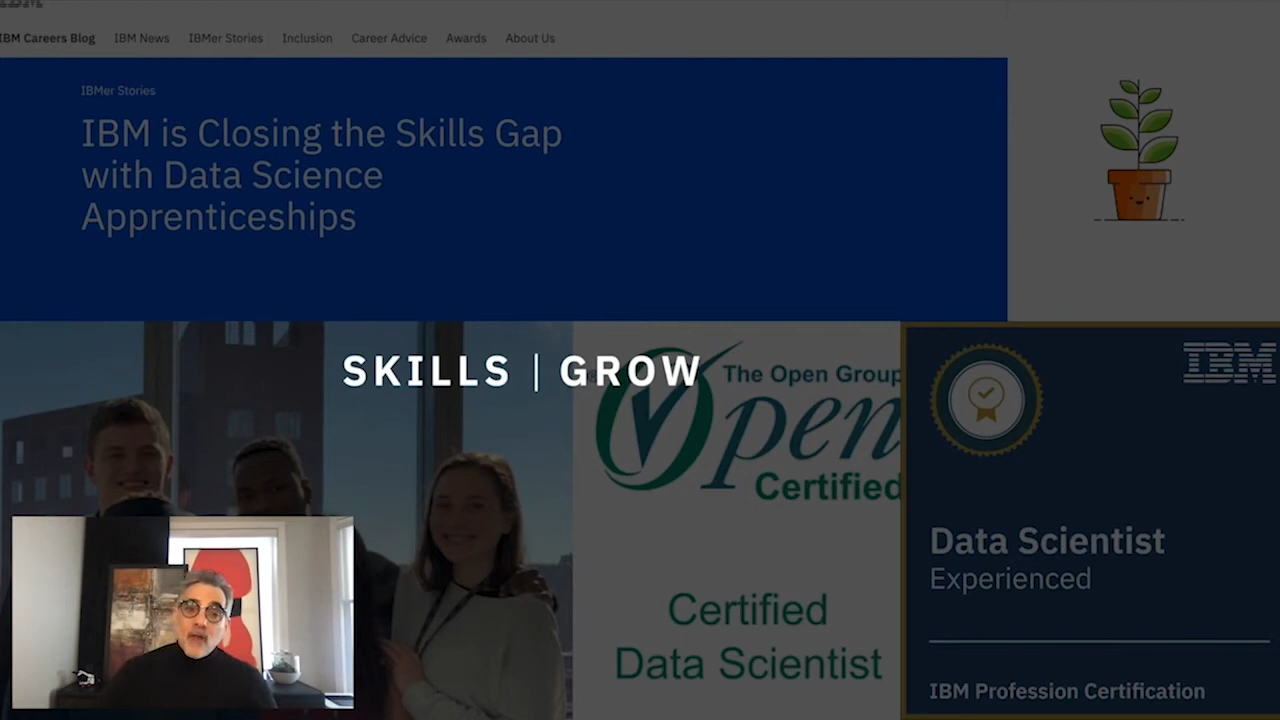 IBM
IBM Careers Blog IBM News IBMer Stories Inclusion Career Advice Awards About Us
IBMer Stories
IBM is Closing the Skills Gap
with Data Science
Apprenticeships
SKILLS | GROW
The Open Group
Open
Certified
Certified
Data Scientist
IBM
Data Scientist
Experienced
IBM Profession Certification